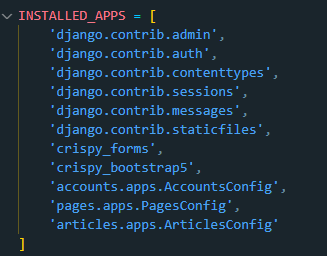 INSTALLED_APPS = [
    'django.contrib.admin',
    'django.contrib.auth',
    'django.contrib.contenttypes',
    'django.contrib.sessions',
    'django.contrib.messages',
    'django.contrib.staticfiles',
    'crispy_forms',
    'crispy_bootstrap5',
    'accounts.apps.AccountsConfig',
    'pages.apps.PagesConfig',
    'articles.apps.ArticlesConfig'
]